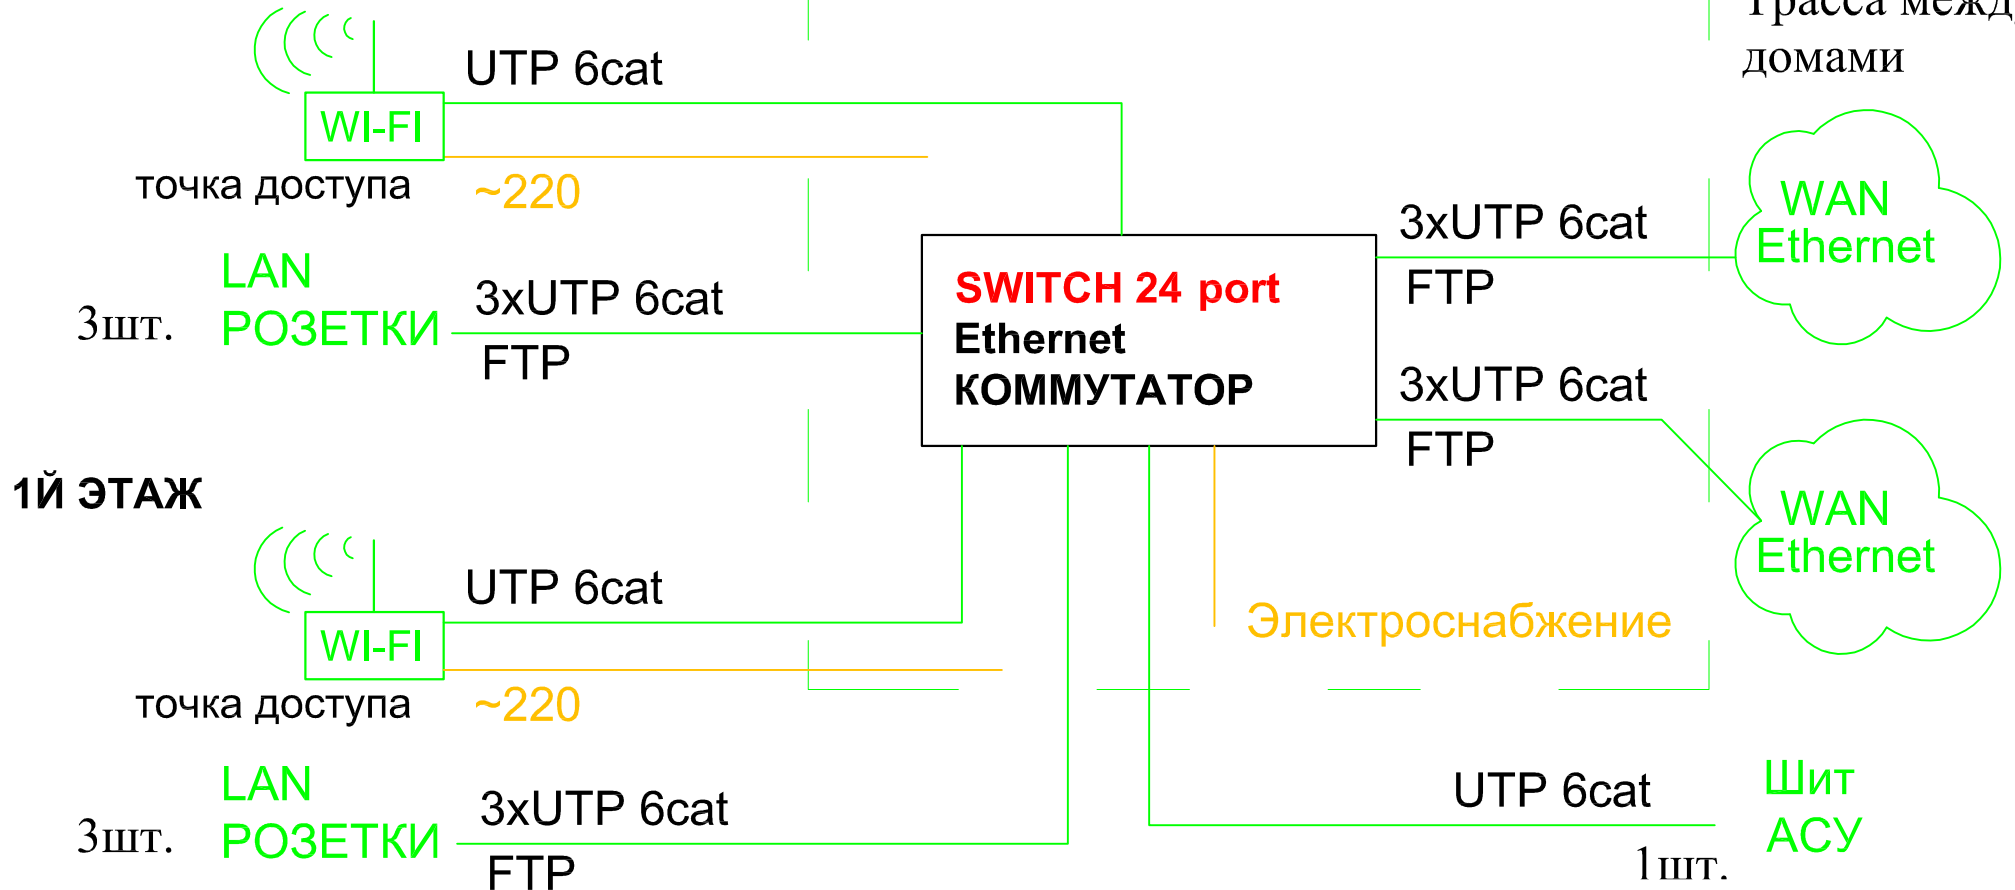 Трасса между
домами
UTP 6cat
WI-FI
точка доступа
~220
LAN
РОЗЕТКИ
3шт.
3xUTP 6cat
FTP
SWITCH 24 port
Ethernet
КОММУТАТОР
3xUTP 6cat
FTP
WAN
Ethernet
3xUTP 6cat
FTP
WAN
Ethernet
1Й ЭТАЖ
UTP 6cat
WI-FI
точка доступа
~220
Электроснабжение
LAN
РОЗЕТКИ
3шт.
3xUTP 6cat
FTP
UTP 6cat
1шт.
Шит
АСУ